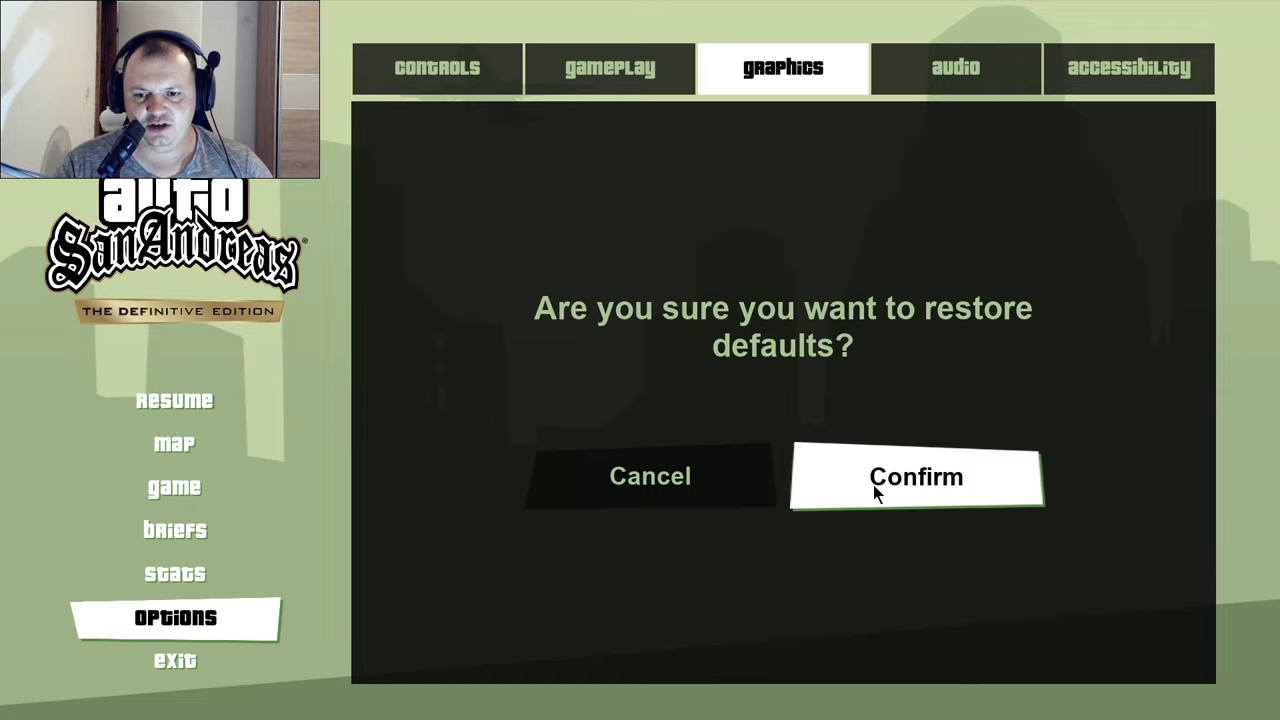 controls gameplay graphics audio accessibility
auto
San Andreas
THE DEFINITIVE EDITION
Are you sure you want to restore
defaults?
resume
map
game
briefs
stats
options
exit
Cancel Confirm